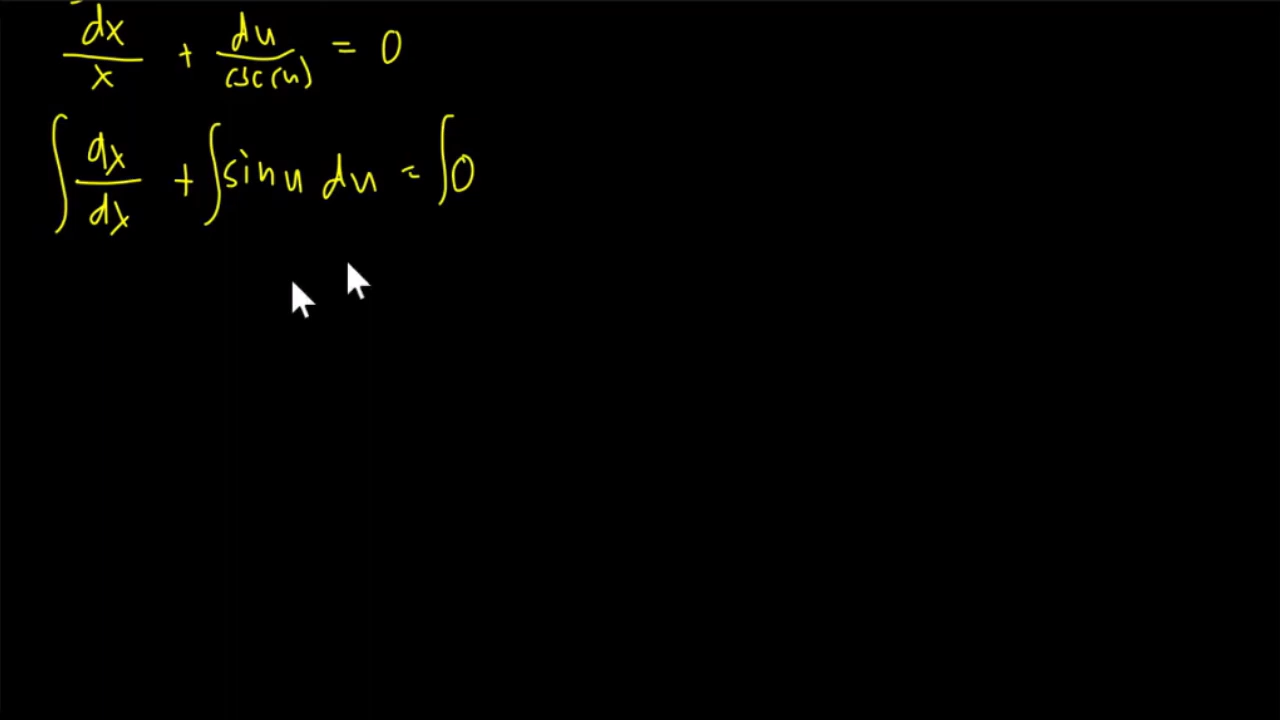 dx/x + du/csc(u) = 0
∫ dx/dx + ∫ sin u du = ∫ 0